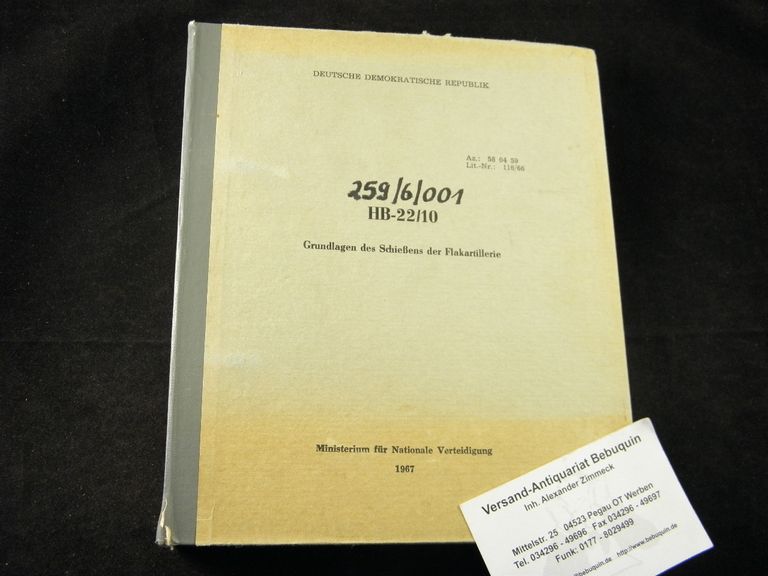 DEUTSCHE DEMOKRATISCHE REPUBLIK
Az.: 58 04 59
Lit.-Nr.: 116/66
259/6/001
HB-22/10
Grundlagen des Schießens der Flakartillerie
Ministerium für Nationale Verteidigung
1967
Versand-Antiquariat Bebuquin
Inh. Alexander Zimmeck
Mittelstr. 25 04523 Pegau OT Werben
Tel. 034296 - 49696 Fax 034296 - 49697
Funk: 0177 - 8029499
@bebuquin.de http://www.bebuquin.de